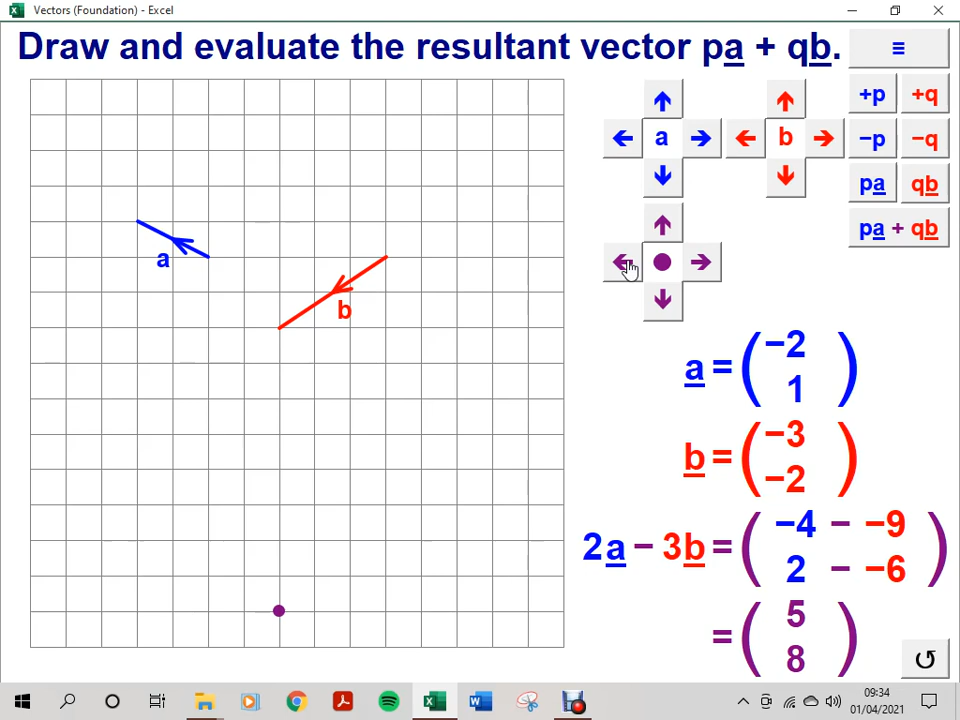 Vectors (Foundation) - Excel
Draw and evaluate the resultant vector pa + qb.
≡
+p +q
−p −q
pa qb
pa + qb
a b
a
b
a = (−2 1)
b = (−3 −2)
2a − 3b = (−4 − −9
2 − −6)
= (5 8)
↺
09:34
01/04/2021